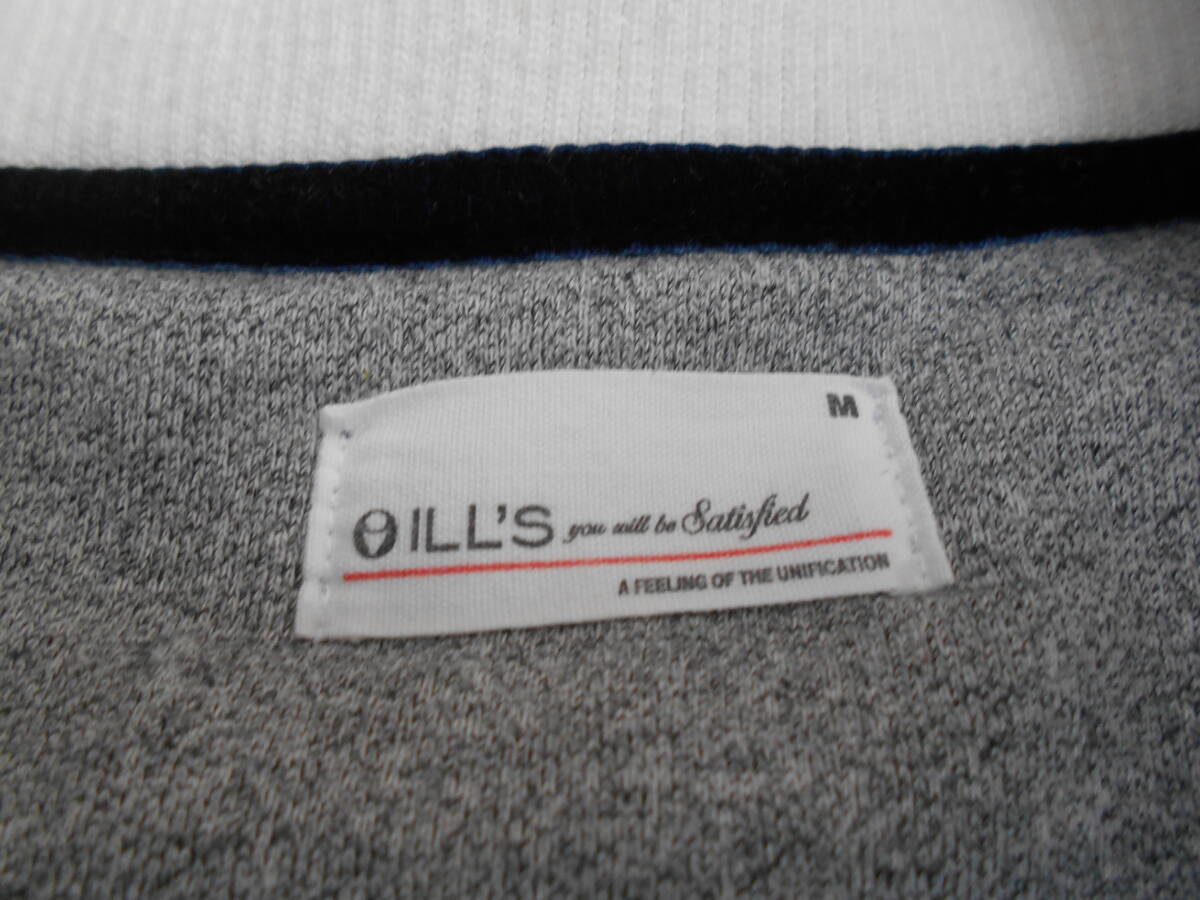 M
ILL'S you will be Satisfied
A FEELING OF THE UNIFICATION